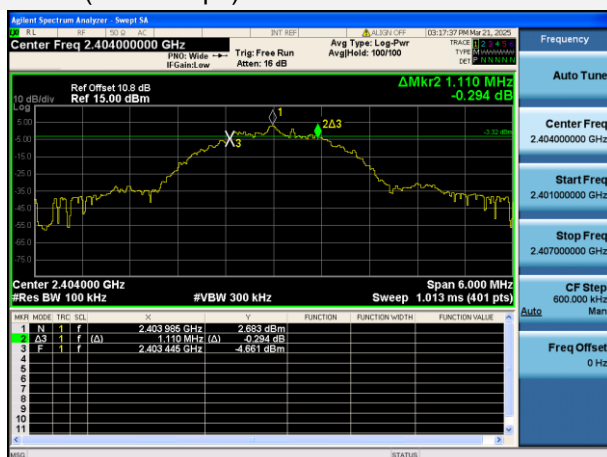 Agilent Spectrum Analyzer - Swept SA
RL RF 50 Ω AC INT REF ALIGN OFF 03:17:37 PM Mar 21, 2025
Center Freq 2.404000000 GHz
PNO: Wide
IFGain:Low
Trig: Free Run
Atten: 16 dB
Avg Type: Log-Pwr
Avg|Hold: 100/100
TRACE 1 2 3 4 5 6
TYPE M W W W W W
DET P N N N N N
Ref Offset 10.8 dB
Ref 15.00 dBm
ΔMkr2 1.110 MHz
-0.294 dB
10 dB/div
Log
5.00
-5.00
-15.0
-25.0
-35.0
-45.0
-55.0
-65.0
-75.0
1
2Δ3
3
-3.32 dBm
Center 2.404000 GHz
#Res BW 100 kHz
#VBW 300 kHz
Span 6.000 MHz
Sweep 1.013 ms (401 pts)
MKR MODE TRC SCL X Y FUNCTION FUNCTION WIDTH FUNCTION VALUE
1 N 1 f 2.403 985 GHz 2.683 dBm
2 Δ3 1 f (Δ) 1.110 MHz (Δ) -0.294 dB
3 F 1 f 2.403 445 GHz -4.661 dBm
4
5
6
7
8
9
10
11
MSG STATUS
Frequency
Auto Tune
Center Freq
2.404000000 GHz
Start Freq
2.401000000 GHz
Stop Freq
2.407000000 GHz
CF Step
600.000 kHz
Auto Man
Freq Offset
0 Hz